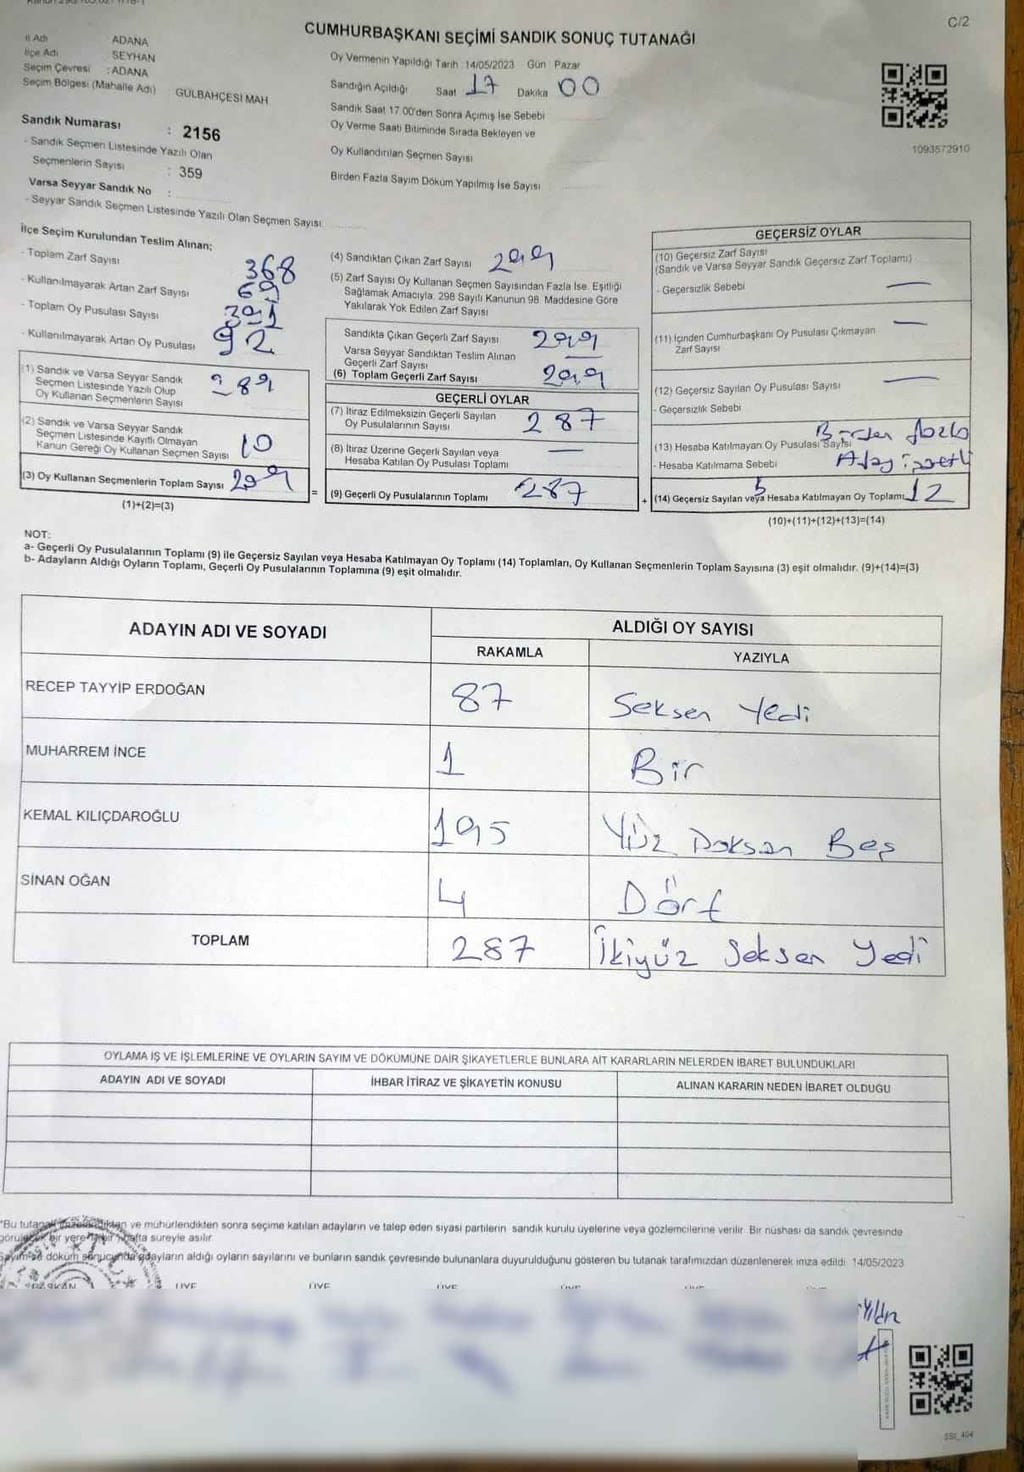 C/2
CUMHURBAŞKANI SEÇİMİ SANDIK SONUÇ TUTANAĞI
İl Adı ADANA
İlçe Adı SEYHAN
Seçim Çevresi : ADANA
Seçim Bölgesi (Mahalle Adı) GÜLBAHÇESİ MAH
Sandık Numarası : 2156
- Sandık Seçmen Listesinde Yazılı Olan
Seçmenlerin Sayısı : 359
Varsa Seyyar Sandık No :
- Seyyar Sandık Seçmen Listesinde Yazılı Olan Seçmen Sayısı
Oy Vermenin Yapıldığı Tarih :14/05/2023 Gün Pazar
Sandığın Açıldığı Saat 17 Dakika 00
Sandık Saat 17.00'den Sonra Açımış İse Sebebi
Oy Verme Saati Bitiminde Sırada Bekleyen ve
Oy Kullandırılan Seçmen Sayısı
Birden Fazla Sayım Döküm Yapılmış İse Sayısı
1093572910
İlçe Seçim Kurulundan Teslim Alınan;
- Toplam Zarf Sayısı 368
- Kullanılmayarak Artan Zarf Sayısı 69
- Toplam Oy Pusulası Sayısı 391
- Kullanılmayarak Artan Oy Pusulası 92
(1) Sandık ve Varsa Seyyar Sandık
Seçmen Listesinde Yazılı Olup
Oy Kullanan Seçmenlerin Sayısı 289
(2) Sandık ve Varsa Seyyar Sandık
Seçmen Listesinde Kayıtlı Olmayan
Kanun Gereği Oy Kullanan Seçmen Sayısı 10
(3) Oy Kullanan Seçmenlerin Toplam Sayısı 299
(1)+(2)=(3)
=
(4) Sandıktan Çıkan Zarf Sayısı 299
(5) Zarf Sayısı Oy Kullanan Seçmen Sayısından Fazla İse, Eşitliği
Sağlamak Amacıyla, 298 Sayılı Kanunun 98. Maddesine Göre
Yakılarak Yok Edilen Zarf Sayısı
Sandıkta Çıkan Geçerli Zarf Sayısı 299
Varsa Seyyar Sandıktan Teslim Alınan
Geçerli Zarf Sayısı —
(6) Toplam Geçerli Zarf Sayısı 299
GEÇERLİ OYLAR
(7) İtiraz Edilmeksizin Geçerli Sayılan
Oy Pusulalarının Sayısı 287
(8) İtiraz Üzerine Geçerli Sayılan veya
Hesaba Katılan Oy Pusulası Toplamı —
(9) Geçerli Oy Pusulalarının Toplamı 287
+
GEÇERSİZ OYLAR
(10) Geçersiz Zarf Sayısı
(Sandık ve Varsa Seyyar Sandık Geçersiz Zarf Toplamı)
- Geçersizlik Sebebi —
(11) İçinden Cumhurbaşkanı Oy Pusulası Çıkmayan
Zarf Sayısı —
(12) Geçersiz Sayılan Oy Pusulası Sayısı —
- Geçersizlik Sebebi
(13) Hesaba Katılmayan Oy Pusulası Sayısı Birden fazla
- Hesaba Katılmama Sebebi Aday işretli
(14) Geçersiz Sayılan veya Hesaba Katılmayan Oy Toplamı 12
(10)+(11)+(12)+(13)=(14)
NOT:
a- Geçerli Oy Pusulalarının Toplamı (9) ile Geçersiz Sayılan veya Hesaba Katılmayan Oy Toplamı (14) Toplamları, Oy Kullanan Seçmenlerin Toplam Sayısına (3) eşit olmalıdır. (9)+(14)=(3)
b- Adayların Aldığı Oyların Toplamı, Geçerli Oy Pusulalarının Toplamına (9) eşit olmalıdır.
ADAYIN ADI VE SOYADI ALDIĞI OY SAYISI
RAKAMLA YAZIYLA
RECEP TAYYİP ERDOĞAN 87 Seksen Yedi
MUHARREM İNCE 1 Bir
KEMAL KILIÇDAROĞLU 195 Yüz Doksan Beş
SİNAN OĞAN 4 Dört
TOPLAM 287 İkiyüz Seksen Yedi
OYLAMA İŞ VE İŞLEMLERİNE VE OYLARIN SAYIM VE DÖKÜMÜNE DAİR ŞİKAYETLERLE BUNLARA AİT KARARLARIN NELERDEN İBARET BULUNDUKLARI
ADAYIN ADI VE SOYADI İHBAR İTİRAZ VE ŞİKAYETİN KONUSU ALINAN KARARIN NEDEN İBARET OLDUĞU
ve mühürlendikten sonra seçime katılan adayların ve talep eden siyasi partilerin sandık kurulu üyelerine veya gözlemcilerine verilir. Bir nüshası da sandık çevresinde
bir yere hafta süreyle asılır
döküm sonucunda adayların aldığı oyların sayılarını ve bunların sandık çevresinde bulunanlara duyurulduğunu gösteren bu tutanak tarafımızdan düzenlenerek imza edildi. 14/05/2023
ÜYE ÜYE ÜYE